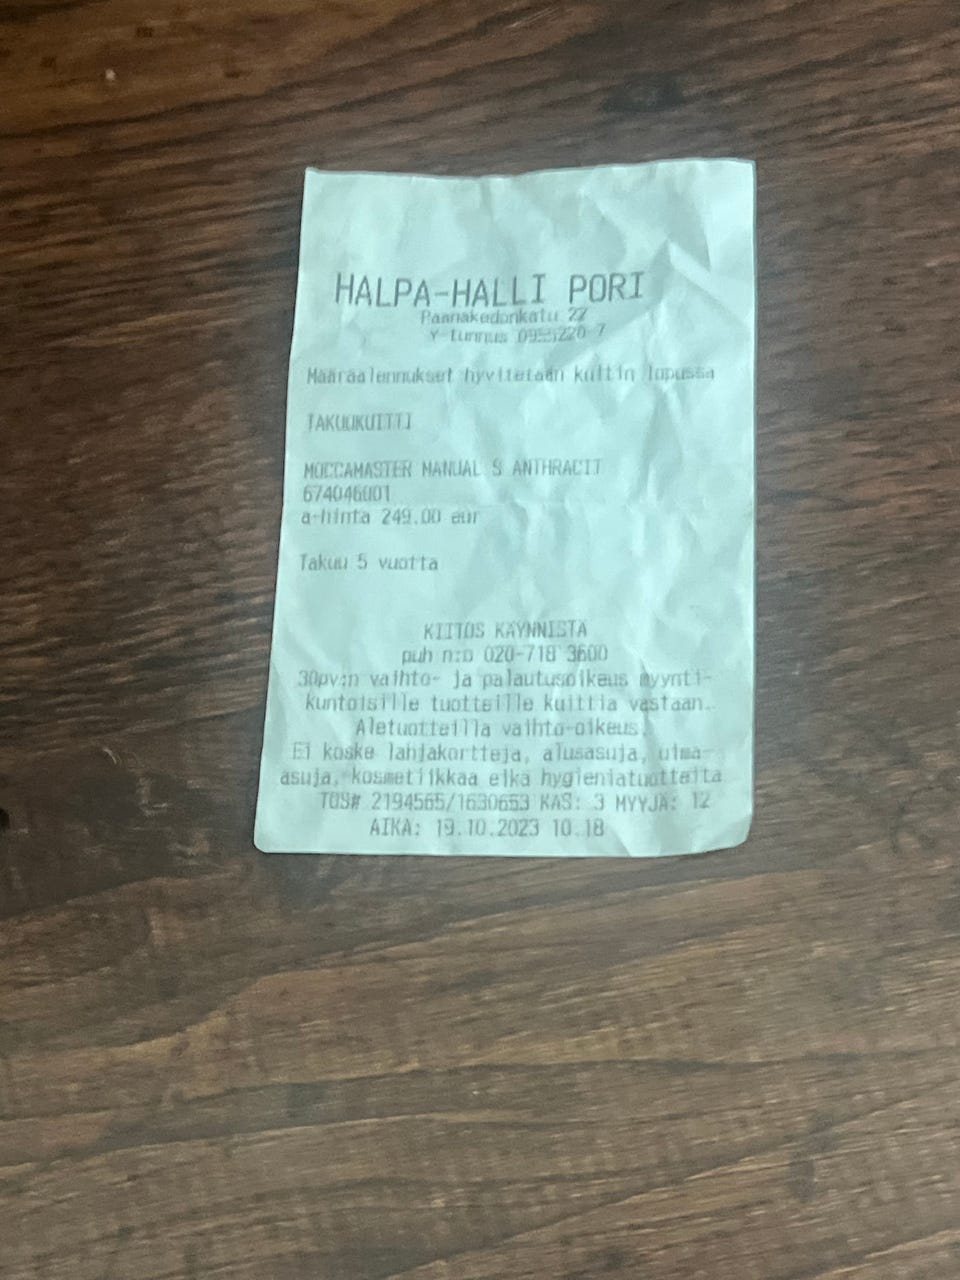 HALPA-HALLI PORI
Paanakedonkatu 27
Y-tunnus
Määräalennukset hyvitetään kuitin lopussa
TAKUUKUITTI
MOCCAMASTER MANUAL S ANTHRACIT
674046001
a-hinta 249.00 eur
Takuu 5 vuotta
KIITOS KÄYNNISTÄ
puh n:o 020-718 3600
30pv:n vaihto- ja palautusoikeus myynti-
kuntoisille tuotteille kuittia vastaan.
Aletuotteilla vaihto-oikeus.
Ei koske lahjakortteja, alusasuja, uima-
asuja, kosmetiikkaa eikä hygieniatuotteita
TOS# 2194565/1630653 KAS: 3 MYYJÄ: 12
AIKA: 19.10.2023 10.18